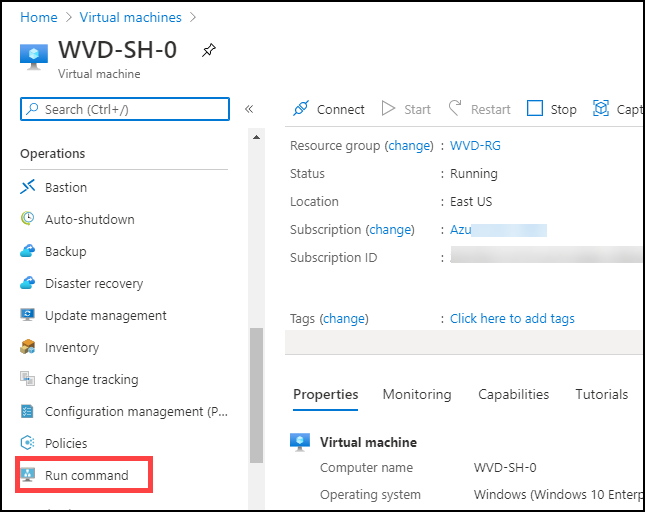 Home > Virtual machines >
WVD-SH-0
Virtual machine
Search (Ctrl+/)
«
Operations
Bastion
Auto-shutdown
Backup
Disaster recovery
Update management
Inventory
Change tracking
Configuration management (P...
Policies
Run command
Connect Start Restart Stop Capt
Resource group (change) : WVD-RG
Status : Running
Location : East US
Subscription (change) : Azu
Subscription ID :
Tags (change) : Click here to add tags
Properties Monitoring Capabilities Tutorials
Virtual machine
Computer name WVD-SH-0
Operating system Windows (Windows 10 Enterp